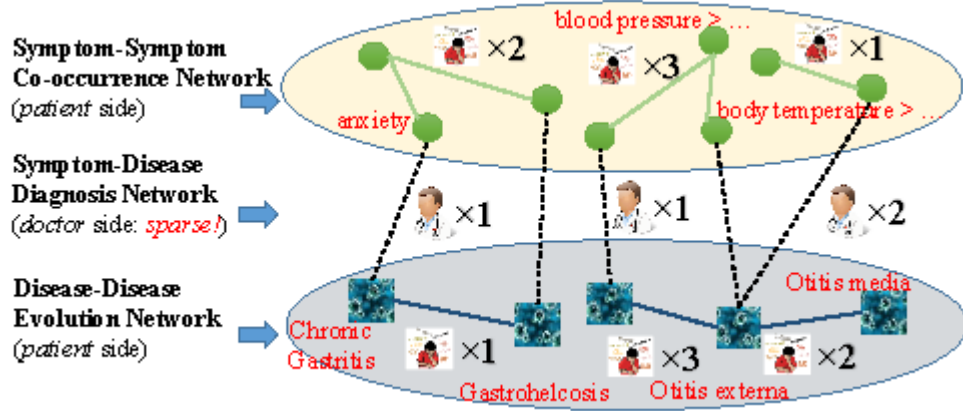 Symptom-Symptom
Co-occurrence Network
(patient side)
Symptom-Disease
Diagnosis Network
(doctor side: sparse!)
Disease-Disease
Evolution Network
(patient side)
×2
blood pressure > ...
×3
×1
anxiety
body temperature > ...
×1
×1
×2
Otitis media
Chronic
Gastritis
×1
Gastrohelcosis
×3
Otitis externa
×2